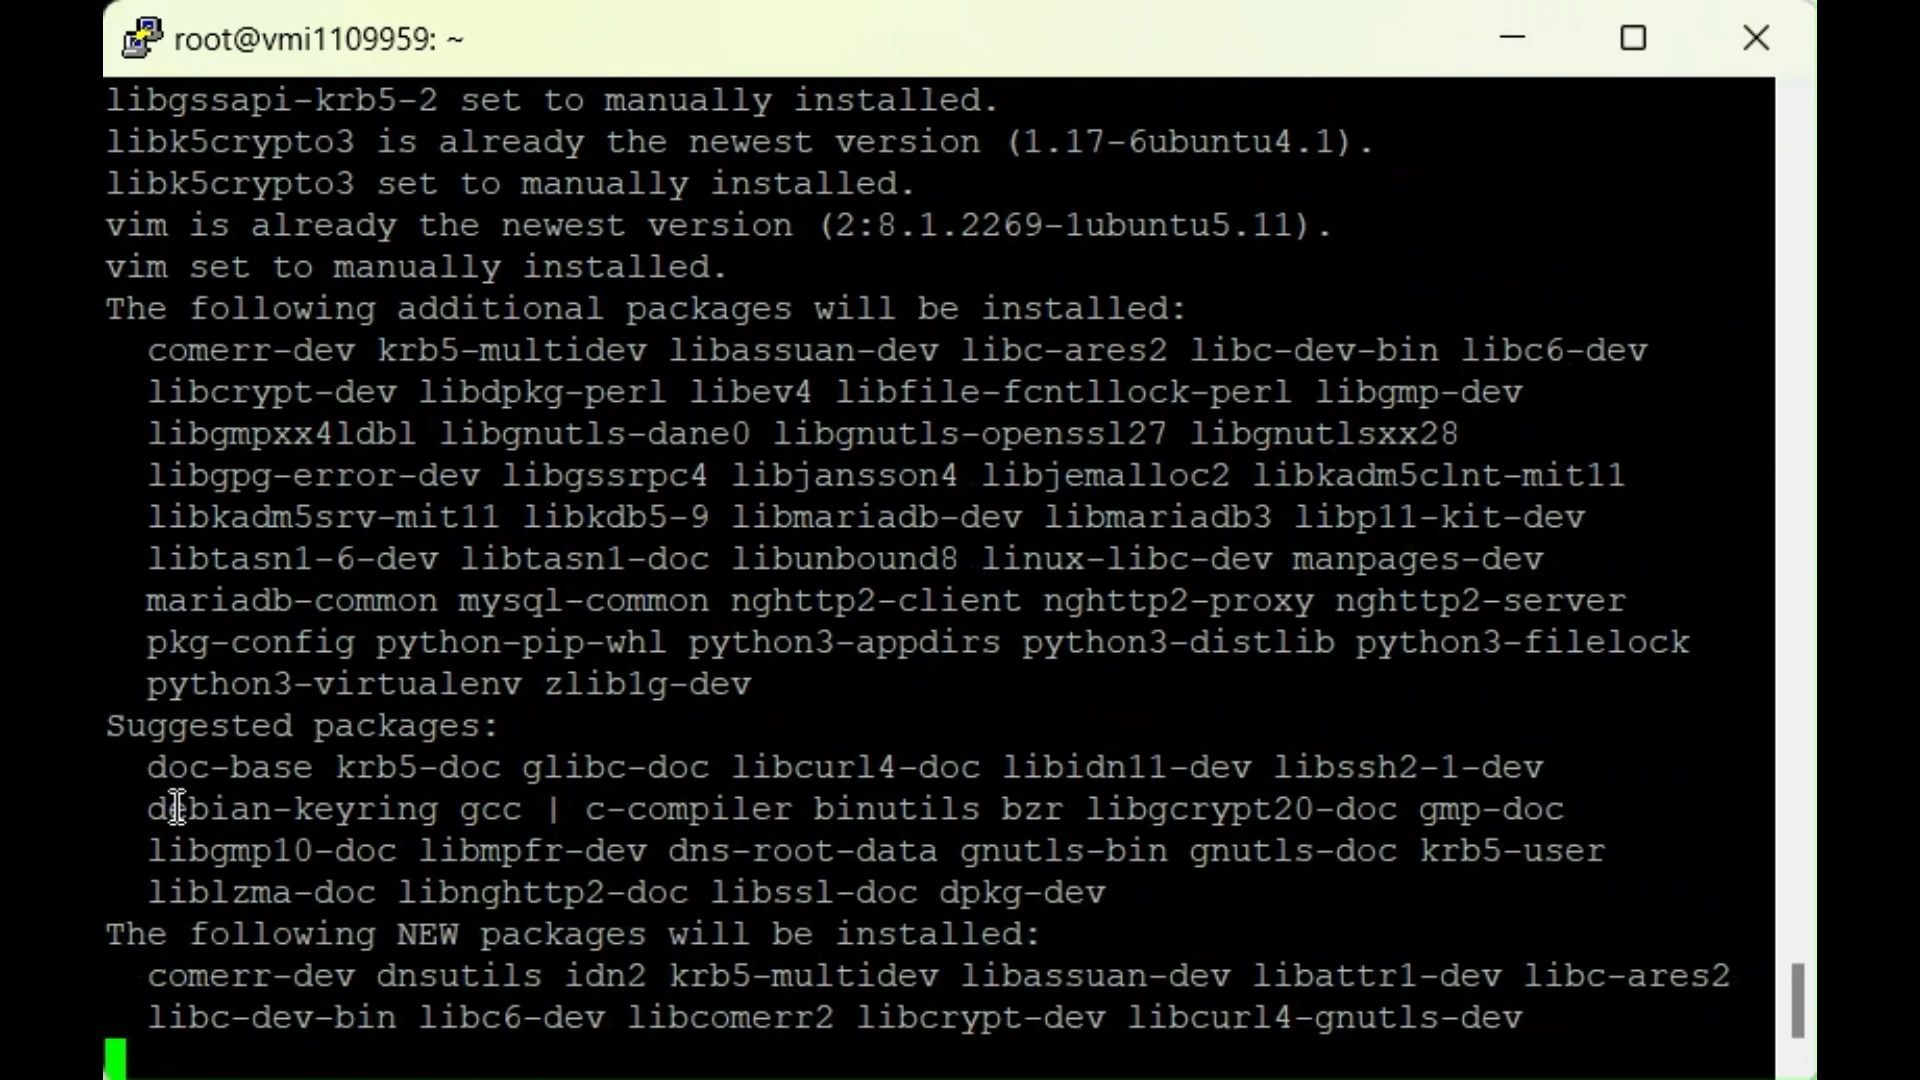 root@vmi1109959: ~
libgssapi-krb5-2 set to manually installed.
libk5crypto3 is already the newest version (1.17-6ubuntu4.1).
libk5crypto3 set to manually installed.
vim is already the newest version (2:8.1.2269-1ubuntu5.11).
vim set to manually installed.
The following additional packages will be installed:
comerr-dev krb5-multidev libassuan-dev libc-ares2 libc-dev-bin libc6-dev
libcrypt-dev libdpkg-perl libev4 libfile-fcntllock-perl libgmp-dev
libgmpxx4ldbl libgnutls-dane0 libgnutls-openssl27 libgnutlsxx28
libgpg-error-dev libgssrpc4 libjansson4 libjemalloc2 libkadm5clnt-mit11
libkadm5srv-mit11 libkdb5-9 libmariadb-dev libmariadb3 libp11-kit-dev
libtasn1-6-dev libtasn1-doc libunbound8 linux-libc-dev manpages-dev
mariadb-common mysql-common nghttp2-client nghttp2-proxy nghttp2-server
pkg-config python-pip-whl python3-appdirs python3-distlib python3-filelock
python3-virtualenv zlib1g-dev
Suggested packages:
doc-base krb5-doc glibc-doc libcurl4-doc libidn11-dev libssh2-1-dev
debian-keyring gcc | c-compiler binutils bzr libgcrypt20-doc gmp-doc
libgmp10-doc libmpfr-dev dns-root-data gnutls-bin gnutls-doc krb5-user
liblzma-doc libnghttp2-doc libssl-doc dpkg-dev
The following NEW packages will be installed:
comerr-dev dnsutils idn2 krb5-multidev libassuan-dev libattr1-dev libc-ares2
libc-dev-bin libc6-dev libcomerr2 libcrypt-dev libcurl4-gnutls-dev